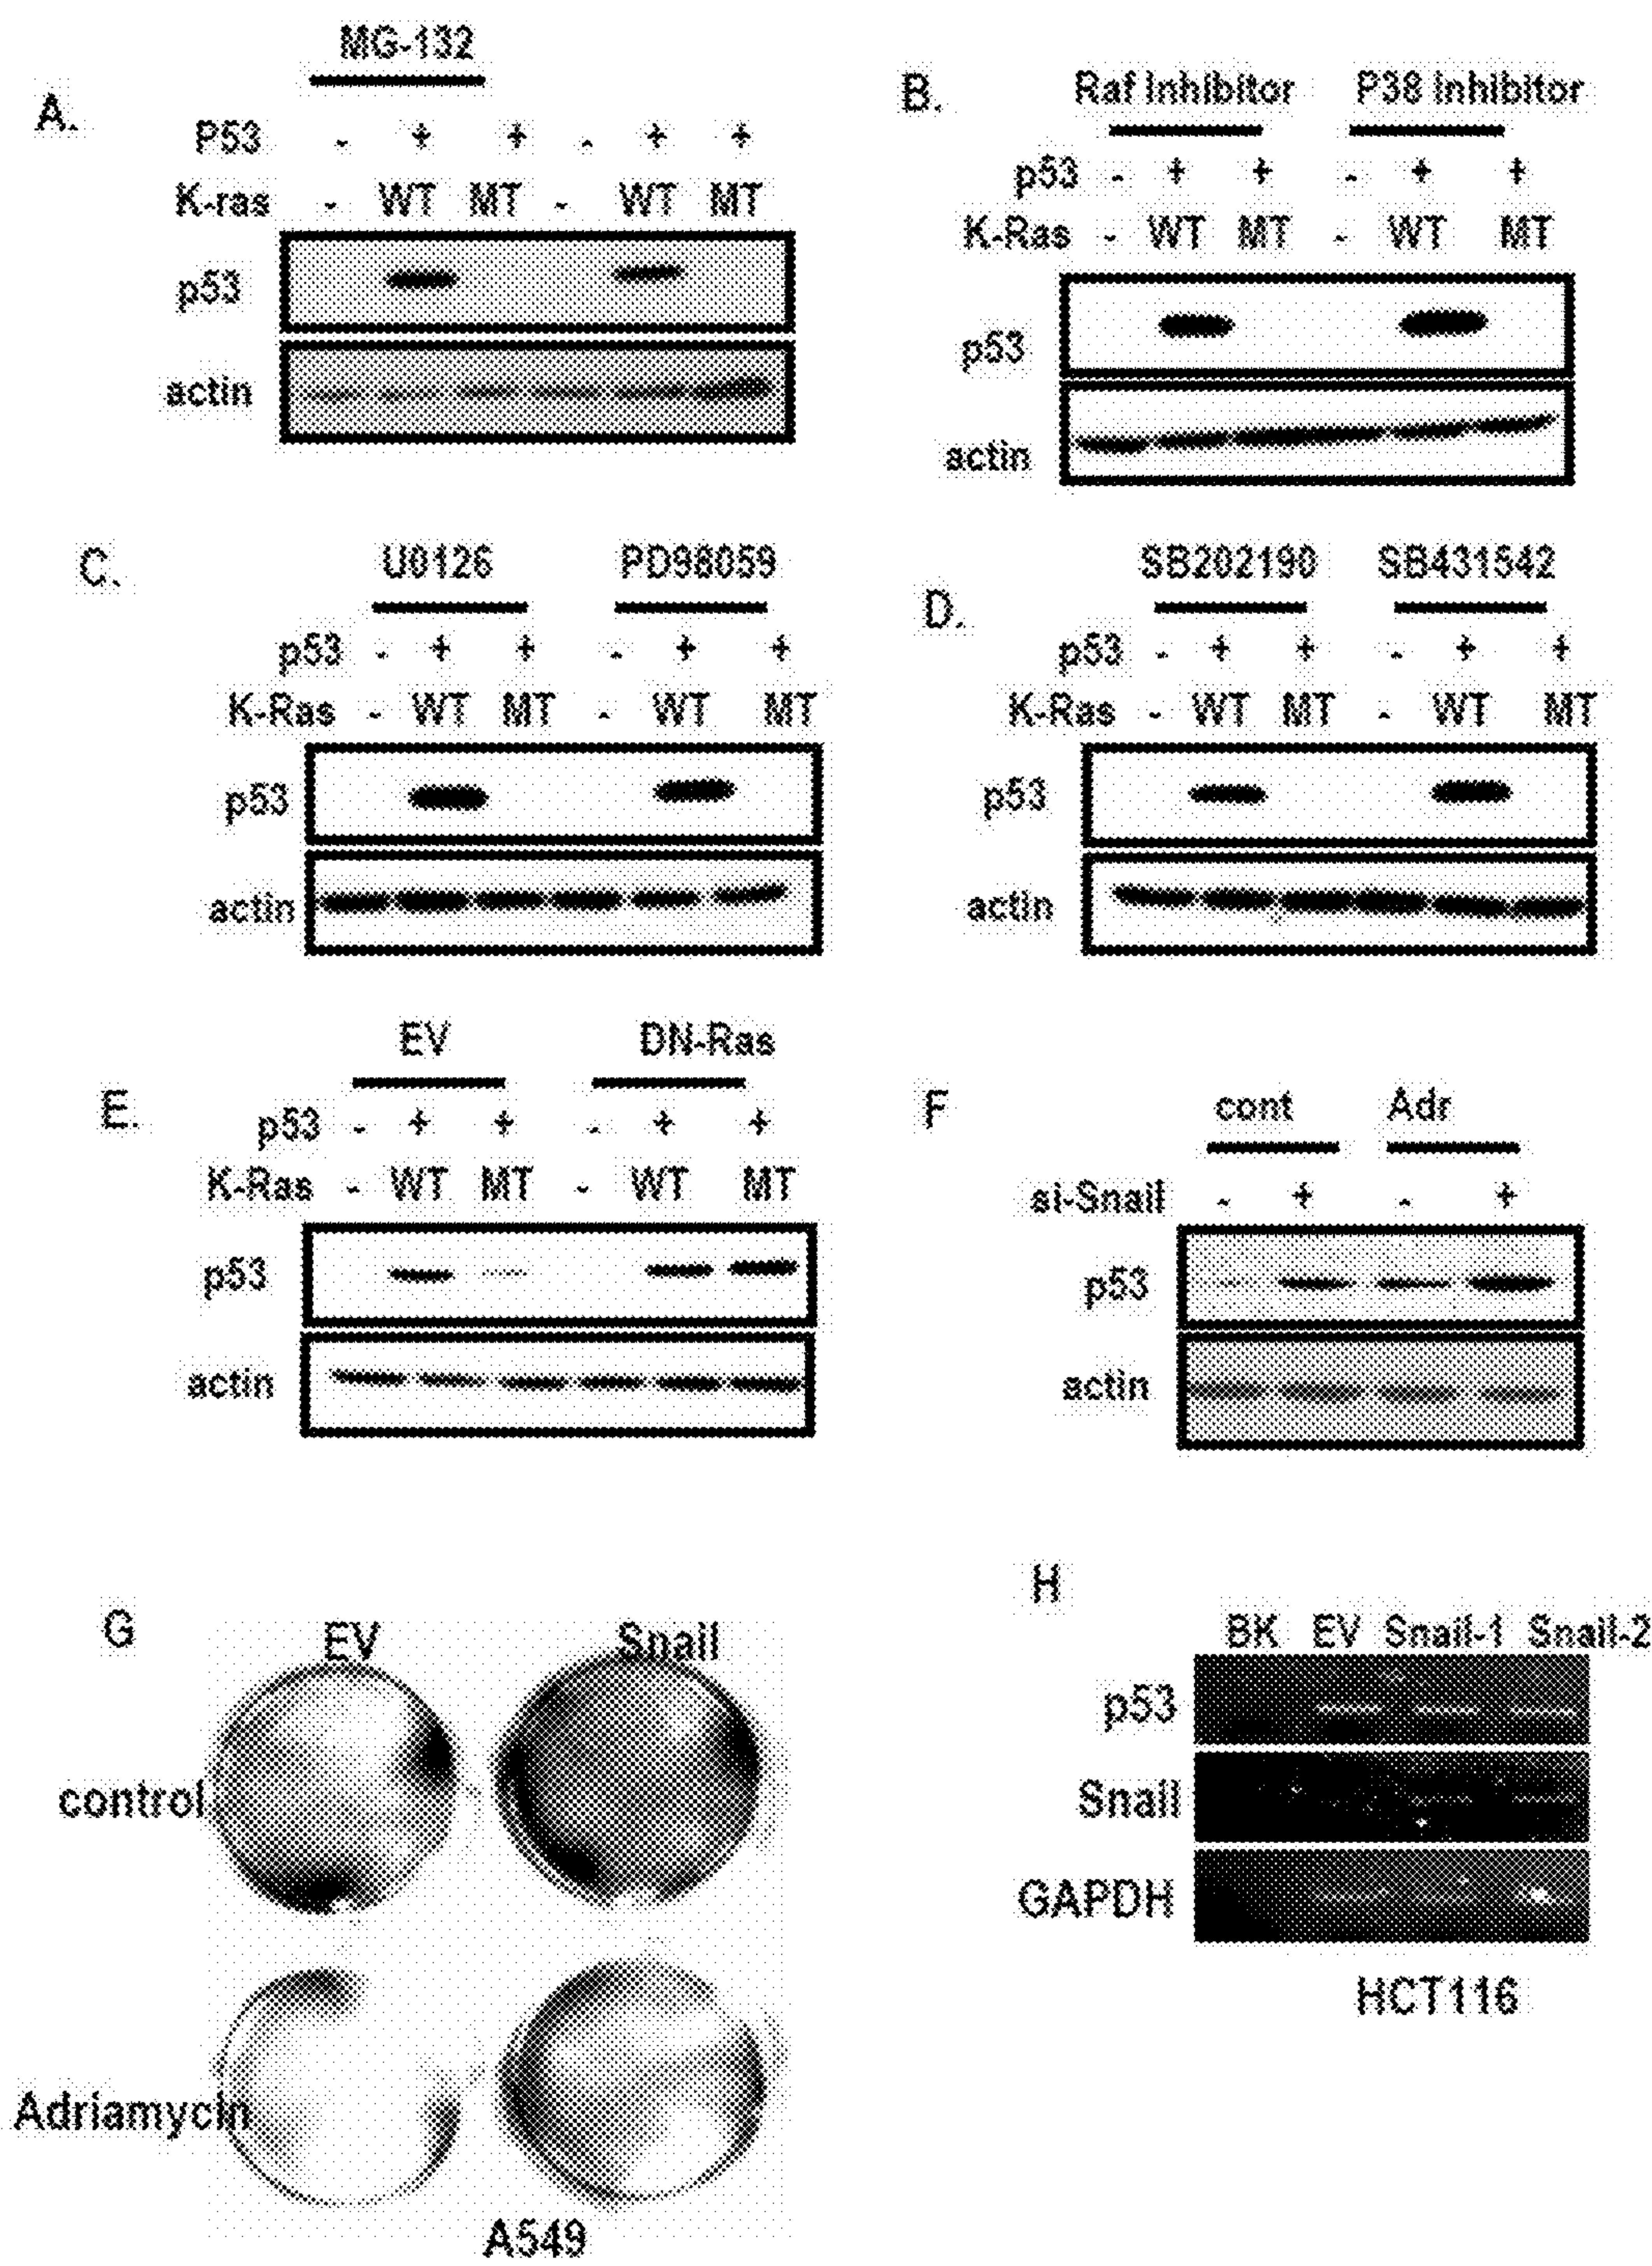 MG-132
A.
P53 - + + - + +
K-ras - WT MT - WT MT
p53
actin
B. Raf inhibitor P38 inhibitor
p53 - + + - + +
K-Ras - WT MT - WT MT
p53
actin
C. U0126 PD98059
p53 - + + - + +
K-Ras - WT MT - WT MT
p53
actin
D. SB202190 SB431542
p53 - + + - + +
K-Ras - WT MT - WT MT
p53
actin
E. EV DN-Ras
p53 - + + - + +
K-Ras - WT MT - WT MT
p53
actin
F cont Adr
si-Snail - + - +
p53
actin
G EV Snail
control
Adriamycin
A549
H
BK EV Snail-1 Snail-2
p53
Snail
GAPDH
HCT116